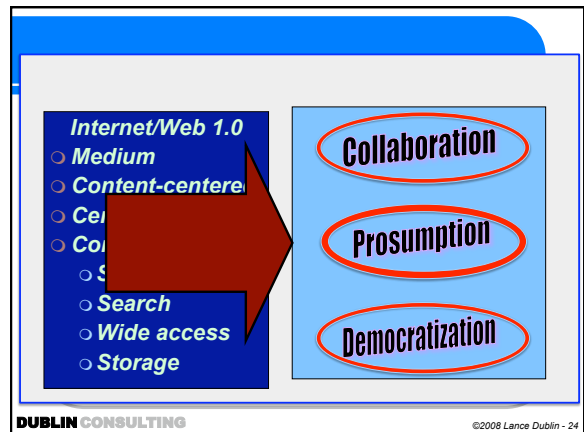 Internet/Web 1.0
Medium
Content-centered
Search
Wide access
Storage
Collaboration
Prosumption
Democratization
DUBLIN CONSULTING
©2008 Lance Dublin - 24